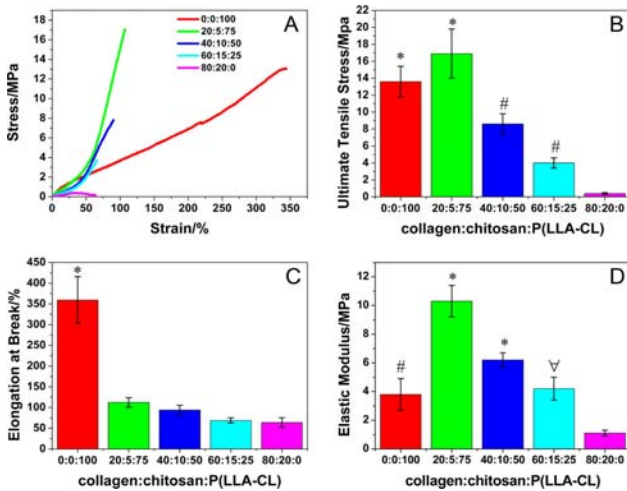 A
18
16
14
12
10
8
6
4
2
0
Stress/MPa
0:0:100
20:5:75
40:10:50
60:15:25
80:20:0
0 50 100 150 200 250 300 350
Strain/%
B
20
18
16
14
12
10
8
6
4
2
0
Ultimate Tensile Stress/Mpa
* * # #
0:0:100 20:5:75 40:10:50 60:15:25 80:20:0
collagen:chitosan:P(LLA-CL)
C
450
400
350
300
250
200
150
100
50
0
Elongation at Break/%
*
0:0:100 20:5:75 40:10:50 60:15:25 80:20:0
collagen:chitosan:P(LLA-CL)
D
12
10
8
6
4
2
0
Elastic Modulus/MPa
# * * ∀
0:0:100 20:5:75 40:10:50 60:15:25 80:20:0
collagen:chitosan:P(LLA-CL)